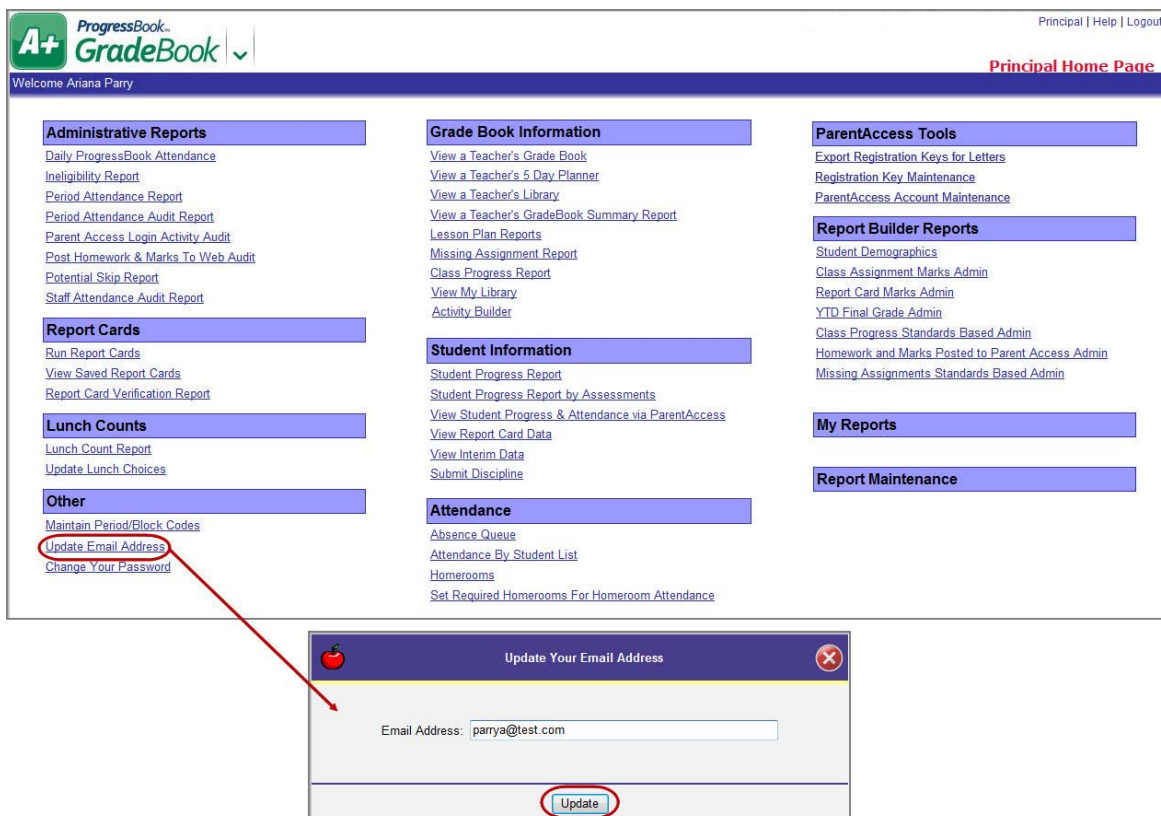 ProgressBook
A+
GradeBook
Principal | Help | Logout
Principal Home Page
Welcome Ariana Parry
Administrative Reports
Daily ProgressBook Attendance
Ineligibility Report
Period Attendance Report
Period Attendance Audit Report
Parent Access Login Activity Audit
Post Homework & Marks To Web Audit
Potential Skip Report
Staff Attendance Audit Report
Report Cards
Run Report Cards
View Saved Report Cards
Report Card Verification Report
Lunch Counts
Lunch Count Report
Update Lunch Choices
Other
Maintain Period/Block Codes
Update Email Address
Change Your Password
Grade Book Information
View a Teacher's Grade Book
View a Teacher's 5 Day Planner
View a Teacher's Library
View a Teacher's GradeBook Summary Report
Lesson Plan Reports
Missing Assignment Report
Class Progress Report
View My Library
Activity Builder
Student Information
Student Progress Report
Student Progress Report by Assessments
View Student Progress & Attendance via ParentAccess
View Report Card Data
View Interim Data
Submit Discipline
Attendance
Absence Queue
Attendance By Student List
Homerooms
Set Required Homerooms For Homeroom Attendance
ParentAccess Tools
Export Registration Keys for Letters
Registration Key Maintenance
ParentAccess Account Maintenance
Report Builder Reports
Student Demographics
Class Assignment Marks Admin
Report Card Marks Admin
YTD Final Grade Admin
Class Progress Standards Based Admin
Homework and Marks Posted to Parent Access Admin
Missing Assignments Standards Based Admin
My Reports
Report Maintenance
Update Your Email Address
Email Address: parrya@test.com
Update